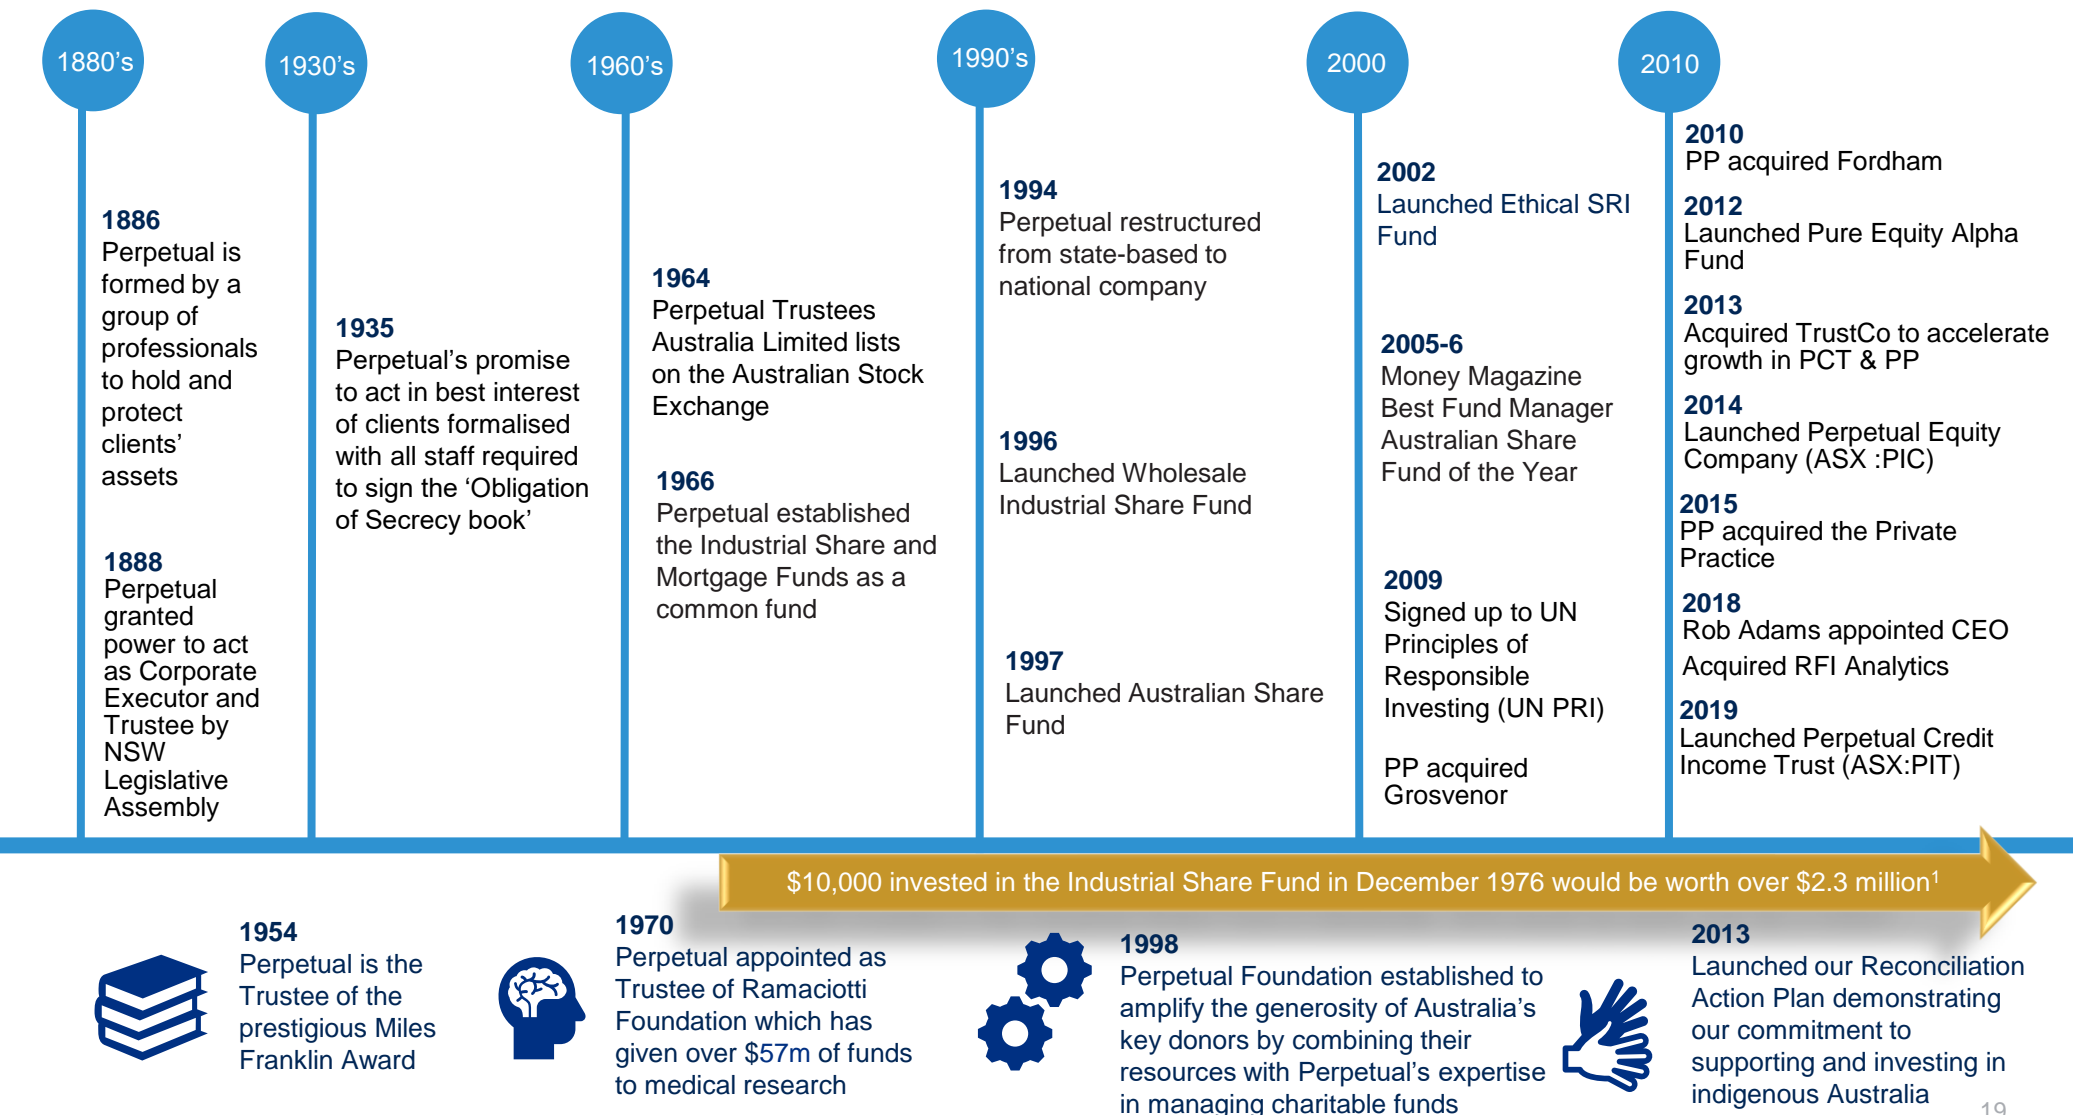 1880’s
1930’s
1960’s
1990’s
2000
2010
1886
Perpetual is
formed by a
group of
professionals
to hold and
protect
clients’
assets
1888
Perpetual
granted
power to act
as Corporate
Executor and
Trustee by
NSW
Legislative
Assembly
1935
Perpetual’s promise
to act in best interest
of clients formalised
with all staff required
to sign the ‘Obligation
of Secrecy book’
1964
Perpetual Trustees
Australia Limited lists
on the Australian Stock
Exchange
1966
Perpetual established
the Industrial Share and
Mortgage Funds as a
common fund
1994
Perpetual restructured
from state-based to
national company
1996
Launched Wholesale
Industrial Share Fund
1997
Launched Australian Share
Fund
2002
Launched Ethical SRI
Fund
2005-6
Money Magazine
Best Fund Manager
Australian Share
Fund of the Year
2009
Signed up to UN
Principles of
Responsible
Investing (UN PRI)
PP acquired
Grosvenor
2010
PP acquired Fordham
2012
Launched Pure Equity Alpha
Fund
2013
Acquired TrustCo to accelerate
growth in PCT & PP
2014
Launched Perpetual Equity
Company (ASX :PIC)
2015
PP acquired the Private
Practice
2018
Rob Adams appointed CEO
Acquired RFI Analytics
2019
Launched Perpetual Credit
Income Trust (ASX:PIT)
$10,000 invested in the Industrial Share Fund in December 1976 would be worth over $2.3 million¹
1954
Perpetual is the
Trustee of the
prestigious Miles
Franklin Award
1970
Perpetual appointed as
Trustee of Ramaciotti
Foundation which has
given over $57m of funds
to medical research
1998
Perpetual Foundation established to
amplify the generosity of Australia’s
key donors by combining their
resources with Perpetual’s expertise
in managing charitable funds
2013
Launched our Reconciliation
Action Plan demonstrating
our commitment to
supporting and investing in
indigenous Australia
19